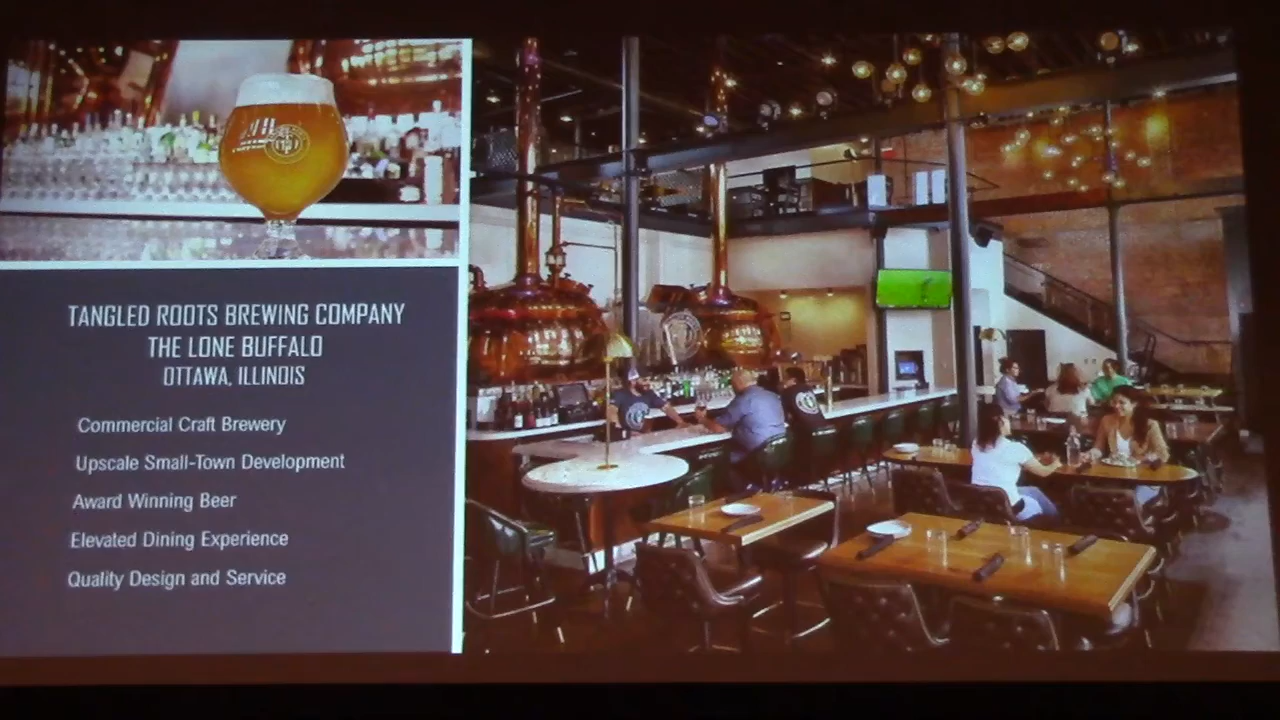 TANGLED ROOTS BREWING COMPANY
THE LONE BUFFALO
OTTAWA, ILLINOIS
Commercial Craft Brewery
Upscale Small-Town Development
Award Winning Beer
Elevated Dining Experience
Quality Design and Service